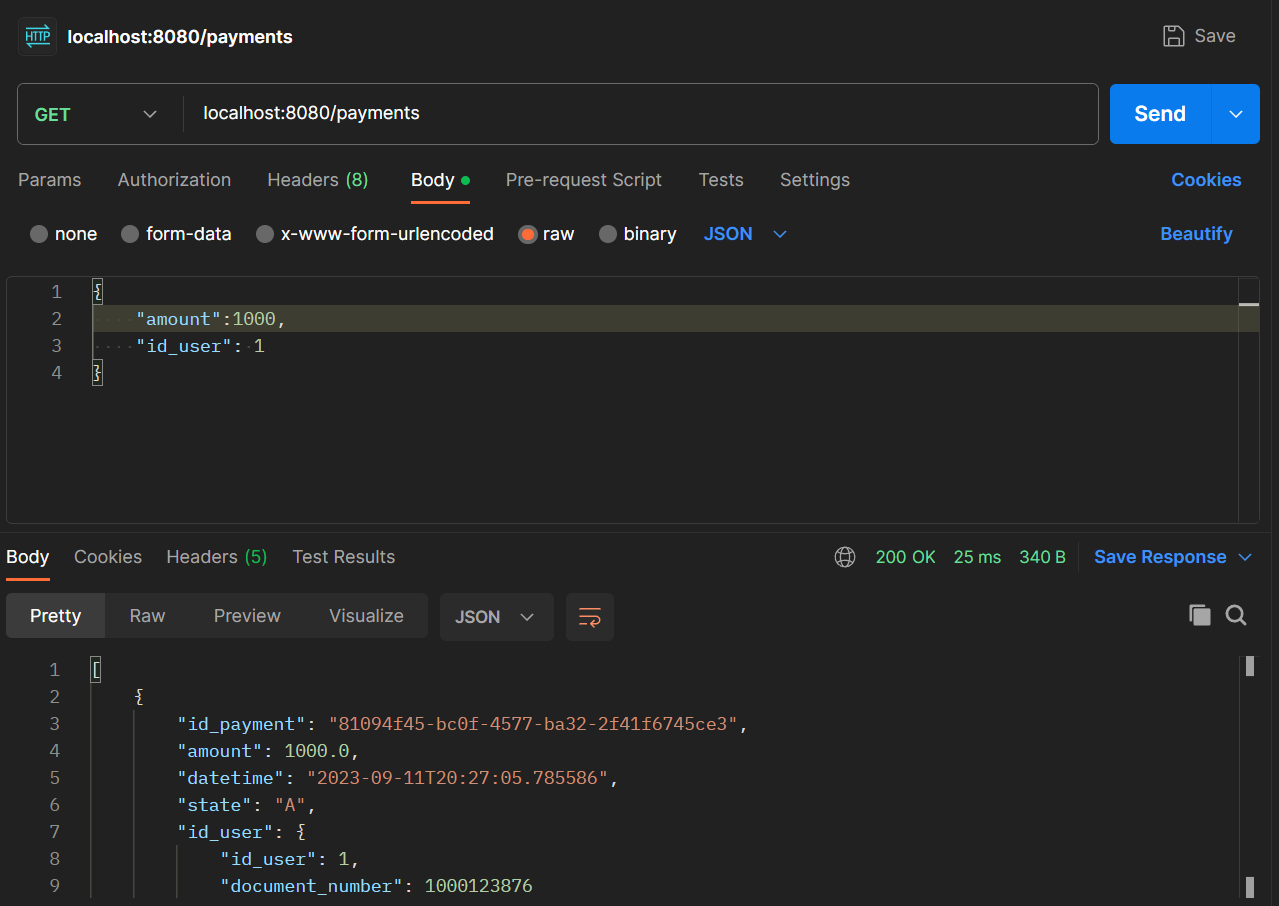 HTTP localhost:8080/payments Save
GET localhost:8080/payments Send
Params Authorization Headers (8) Body Pre-request Script Tests Settings Cookies
none form-data x-www-form-urlencoded raw binary JSON Beautify
1 {
2 "amount":1000,
3 "id_user": 1
4 }
Body Cookies Headers (5) Test Results 200 OK 25 ms 340 B Save Response
Pretty Raw Preview Visualize JSON
1 [
2 {
3 "id_payment": "81094f45-bc0f-4577-ba32-2f41f6745ce3",
4 "amount": 1000.0,
5 "datetime": "2023-09-11T20:27:05.785586",
6 "state": "A",
7 "id_user": {
8 "id_user": 1,
9 "document_number": 1000123876